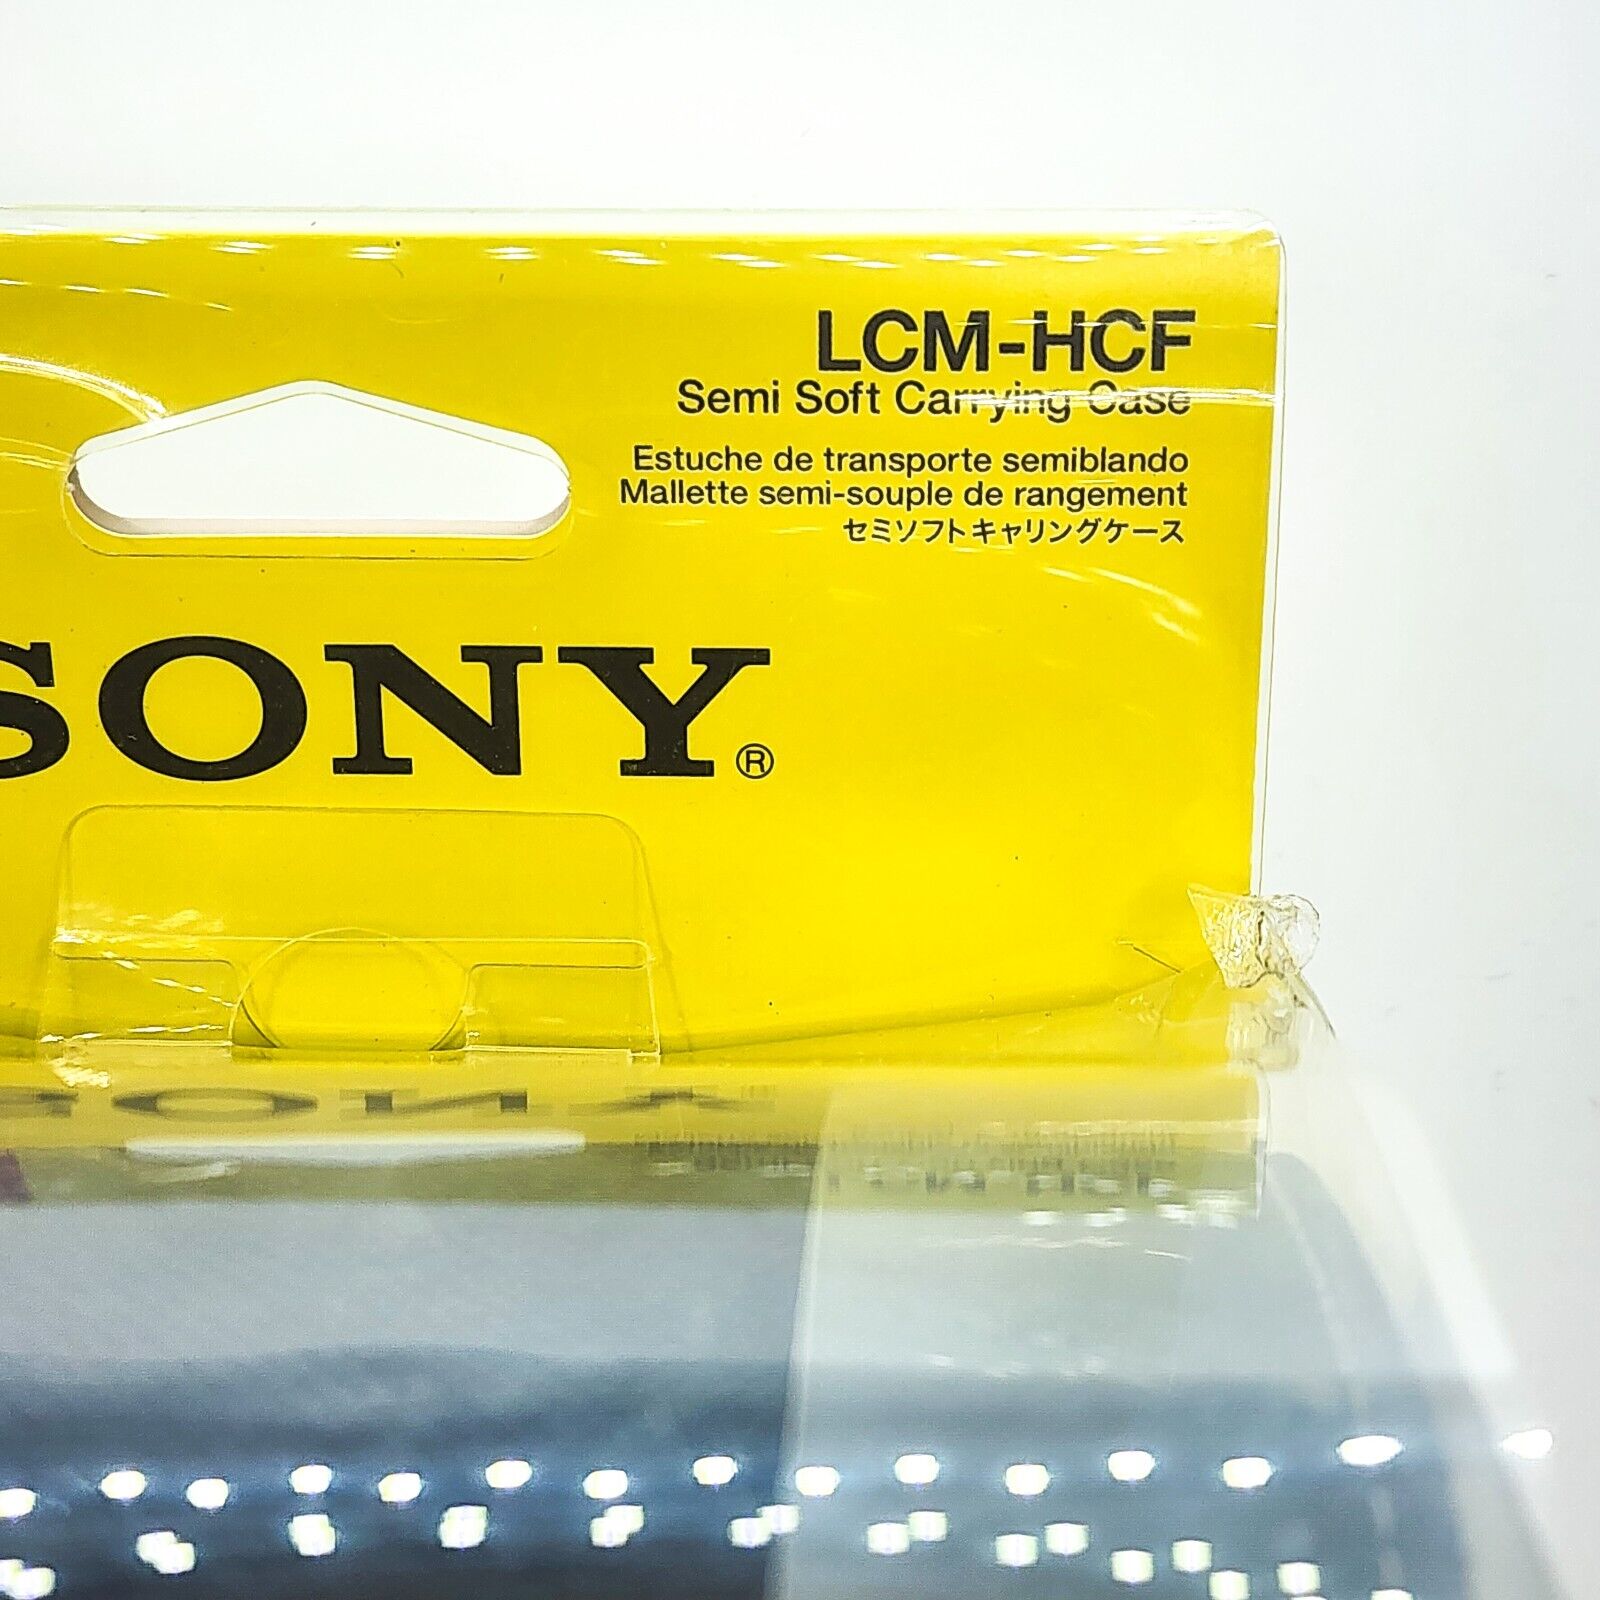 LCM-HCF
Semi Soft Carrying Case
Estuche de transporte semiblando
Mallette semi-souple de rangement
セミソフトキャリングケース
SONY®